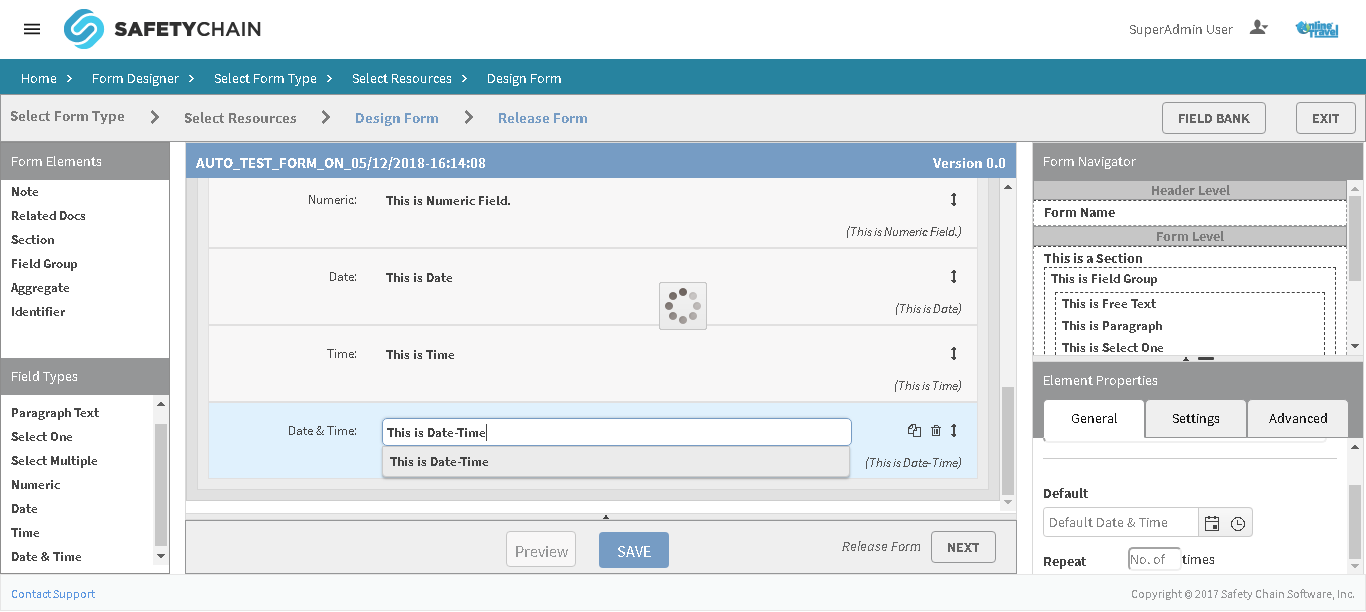 SAFETYCHAIN
SuperAdmin User
Online Travel
Home > Form Designer > Select Form Type > Select Resources > Design Form
Select Form Type > Select Resources > Design Form > Release Form
FIELD BANK
EXIT
Form Elements
Note
Related Docs
Section
Field Group
Aggregate
Identifier
Field Types
Paragraph Text
Select One
Select Multiple
Numeric
Date
Time
Date & Time
AUTO_TEST_FORM_ON_05/12/2018-16:14:08 Version 0.0
Numeric: This is Numeric Field.
(This is Numeric Field.)
Date: This is Date
(This is Date)
Time: This is Time
(This is Time)
Date & Time: This is Date-Time
This is Date-Time
(This is Date-Time)
Preview
SAVE
Release Form
NEXT
Form Navigator
Header Level
Form Name
Form Level
This is a Section
This is Field Group
This is Free Text
This is Paragraph
This is Select One
Element Properties
General Settings Advanced
Default
Default Date & Time
Repeat No. of times
Contact Support
Copyright © 2017 Safety Chain Software, Inc.